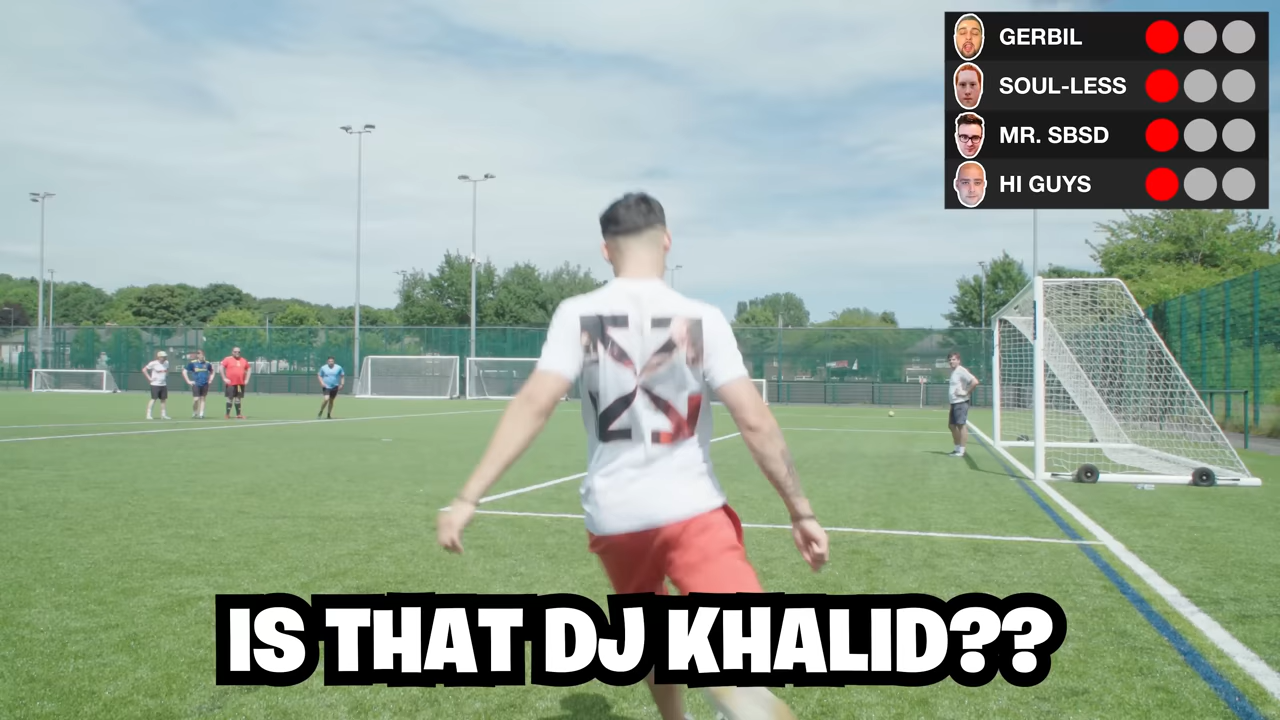 GERBIL
SOUL-LESS
MR. SBSD
HI GUYS
IS THAT DJ KHALID??